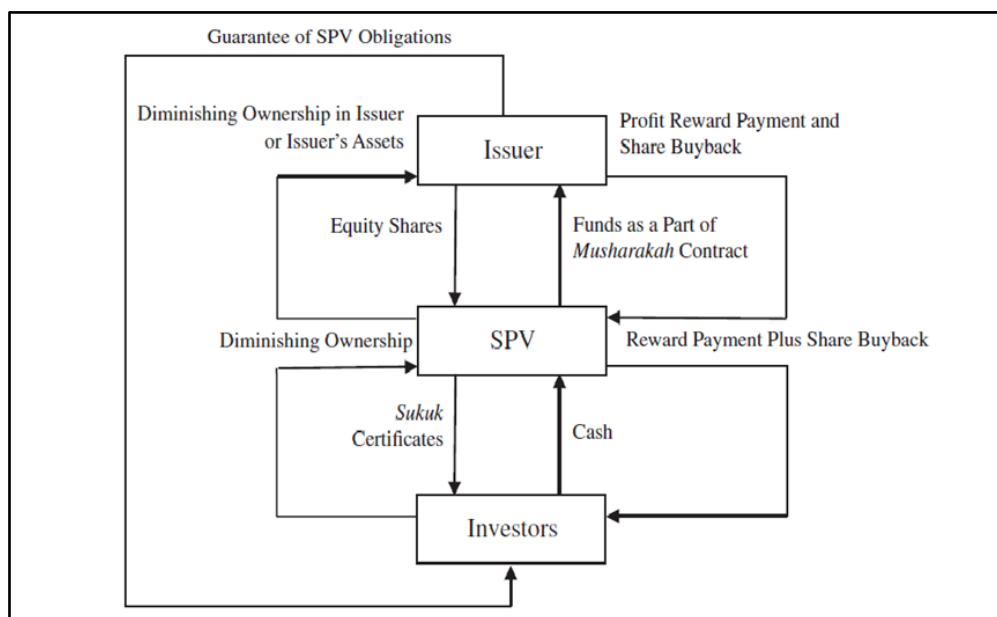 Guarantee of SPV Obligations
Diminishing Ownership in Issuer
or Issuer's Assets
Issuer
Profit Reward Payment and
Share Buyback
Equity Shares
Funds as a Part of
Musharakah Contract
Diminishing Ownership
SPV
Reward Payment Plus Share Buyback
Sukuk
Certificates
Cash
Investors